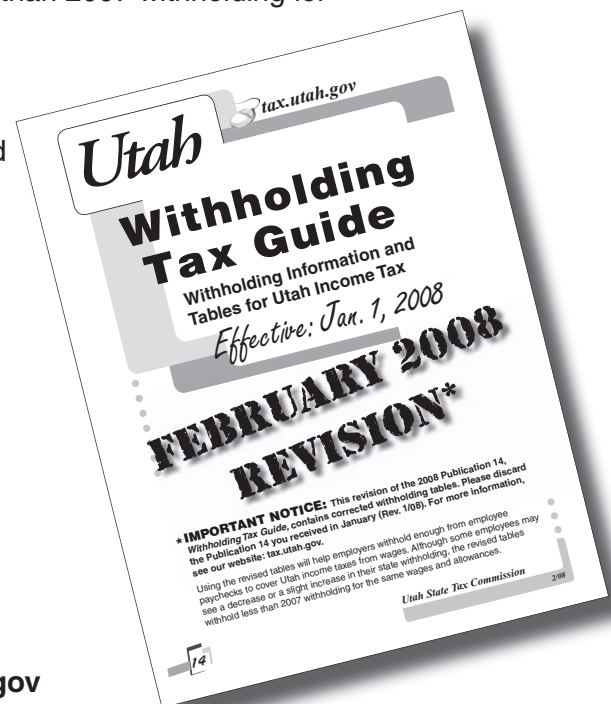 than 2007 withholding for
d
tax.utah.gov
Utah
Withholding
Tax Guide
Withholding Information and
Tables for Utah Income Tax
Effective: Jan. 1, 2008
FEBRUARY 2008
REVISION*
* IMPORTANT NOTICE: This revision of the 2008 Publication 14,
Withholding Tax Guide, contains corrected withholding tables. Please discard
the Publication 14 you received in January (Rev. 1/08). For more information,
see our website: tax.utah.gov.
Using the revised tables will help employers withhold enough from employee
paychecks to cover Utah income taxes from wages. Although some employees may
see a decrease or a slight increase in their state withholding, the revised tables
withhold less than 2007 withholding for the same wages and allowances.
Utah State Tax Commission
2/08
14
gov